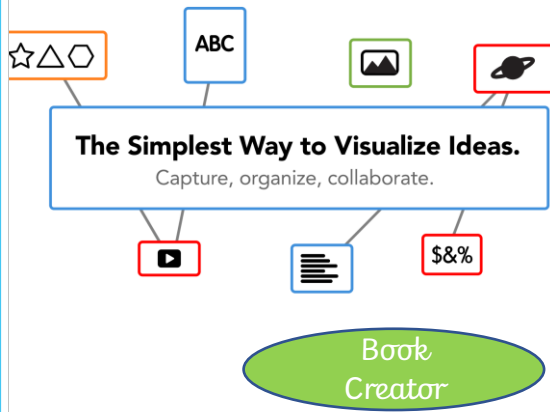 ABC
The Simplest Way to Visualize Ideas.
Capture, organize, collaborate.
$&%
Book
Creator